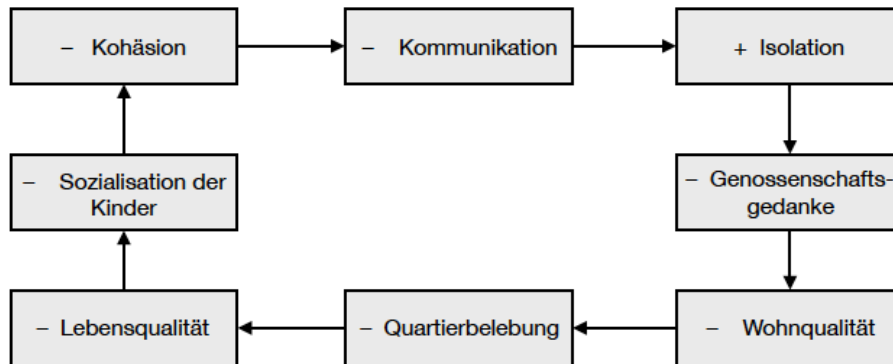 – Kohäsion
– Kommunikation
+ Isolation
– Sozialisation der
Kinder
– Genossenschafts-
gedanke
– Lebensqualität
– Quartierbelebung
– Wohnqualität